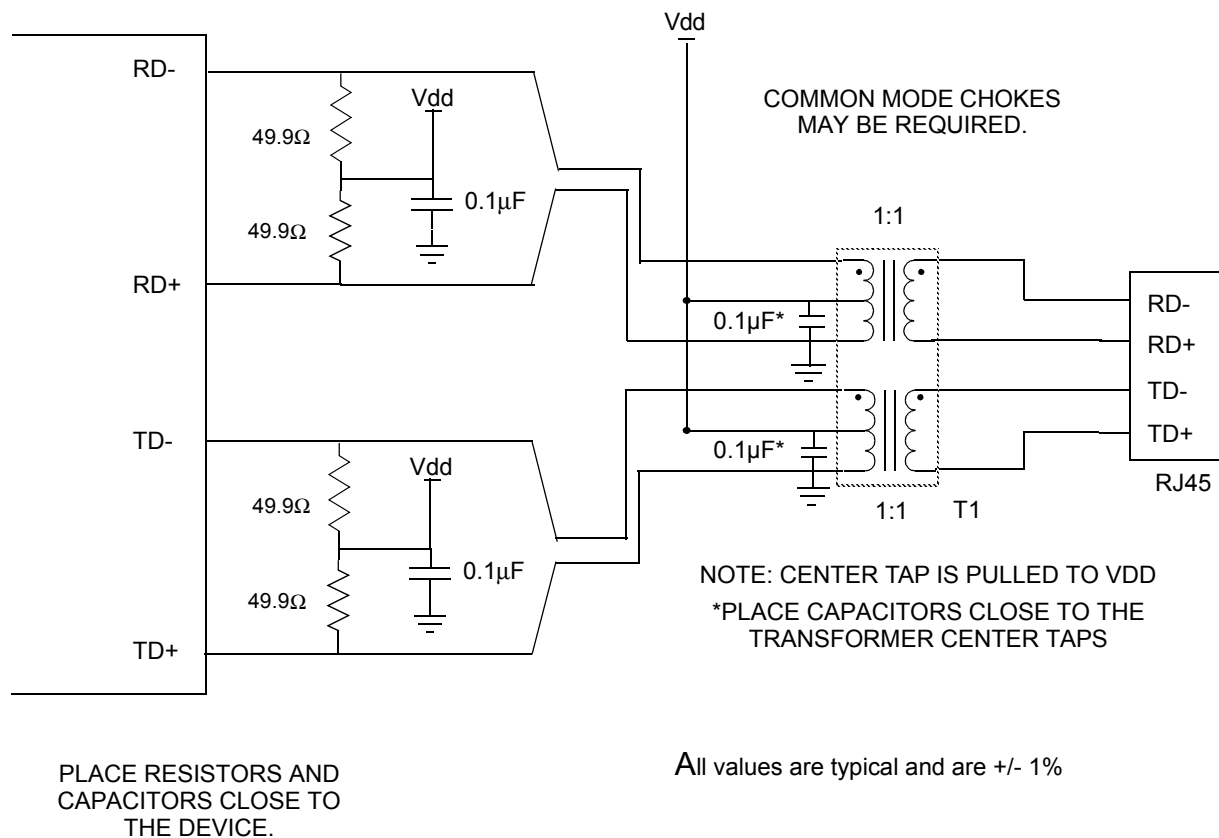 Vdd
RD-
COMMON MODE CHOKES
MAY BE REQUIRED.
Vdd
49.9Ω
0.1µF
1:1
49.9Ω
RD+
RD-
0.1µF*
RD+
TD-
TD-
TD+
0.1µF*
Vdd
RJ45
49.9Ω
1:1
T1
0.1µF
NOTE: CENTER TAP IS PULLED TO VDD
49.9Ω
*PLACE CAPACITORS CLOSE TO THE
TRANSFORMER CENTER TAPS
TD+
PLACE RESISTORS AND
CAPACITORS CLOSE TO
THE DEVICE.
All values are typical and are +/- 1%